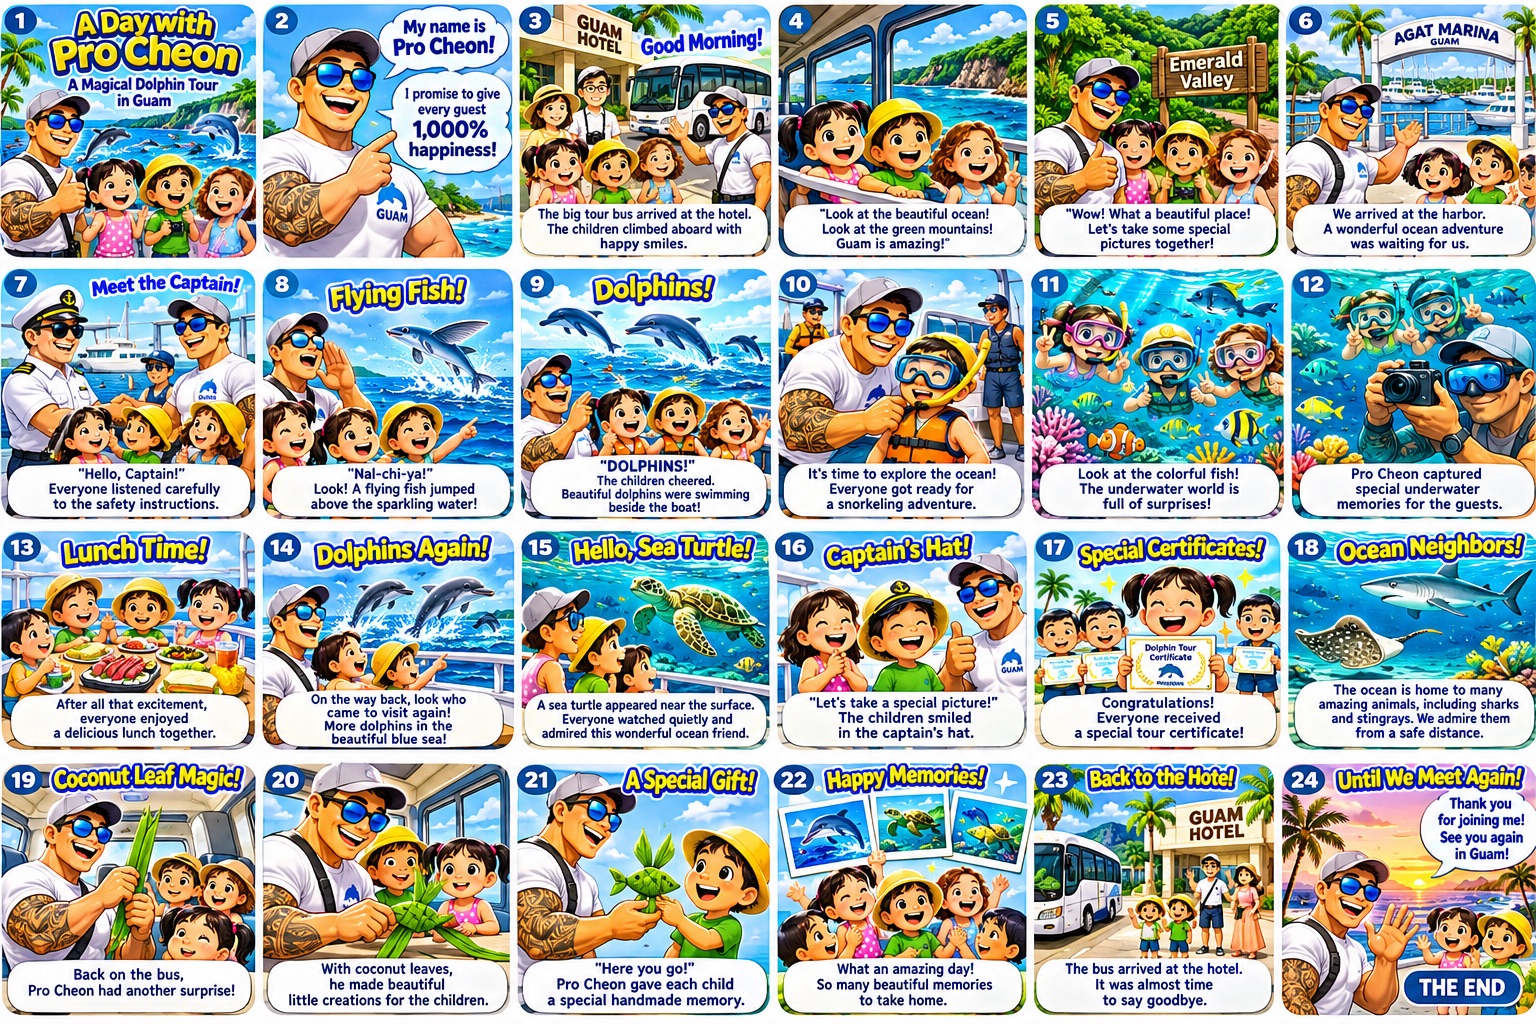 1
A Day with
Pro Cheon
A Magical Dolphin Tour
in Guam
2
My name is
Pro Cheon!
I promise to give
every guest
1,000%
happiness!
GUAM
3
GUAM
HOTEL
Good Morning!
The big tour bus arrived at the hotel.
The children climbed aboard with
happy smiles.
4
"Look at the beautiful ocean!
Look at the green mountains!
Guam is amazing!"
5
Emerald
Valley
"Wow! What a beautiful place!
Let's take some special
pictures together!
6
AGAT MARINA
GUAM
We arrived at the harbor.
A wonderful ocean adventure
was waiting for us.
7
Meet the Captain!
"Hello, Captain!"
Everyone listened carefully
to the safety instructions.
8
Flying Fish!
"Nal-chi-ya!"
Look! A flying fish jumped
above the sparkling water!
9
Dolphins!
"DOLPHINS!"
The children cheered.
Beautiful dolphins were swimming
beside the boat!
10
It's time to explore the ocean!
Everyone got ready for
a snorkeling adventure.
11
Look at the colorful fish!
The underwater world is
full of surprises!
12
Pro Cheon captured
special underwater
memories for the guests.
13
Lunch Time!
After all that excitement,
everyone enjoyed
a delicious lunch together.
14
Dolphins Again!
On the way back, look who
came to visit again!
More dolphins in the
beautiful blue sea!
15
Hello, Sea Turtle!
A sea turtle appeared near the surface.
Everyone watched quietly and
admired this wonderful ocean friend.
16
Captain's Hat!
GUAM
"Let's take a special picture!"
The children smiled
in the captain's hat.
17
Special Certificates!
Dolphin Tour
Certificate
Congratulations!
Everyone received
a special tour certificate!
18
Ocean Neighbors!
The ocean is home to many
amazing animals, including sharks
and stingrays. We admire them
from a safe distance.
19
Coconut Leaf Magic!
Back on the bus,
Pro Cheon had another surprise!
20
With coconut leaves,
he made beautiful
little creations for the children.
21
A Special Gift!
"Here you go!"
Pro Cheon gave each child
a special handmade memory.
22
Happy Memories!
What an amazing day!
So many beautiful memories
to take home.
23
Back to the Hotel!
GUAM
HOTEL
The bus arrived at the hotel.
It was almost time
to say goodbye.
24
Until We Meet Again!
Thank you
for joining me!
See you again
in Guam!
THE END